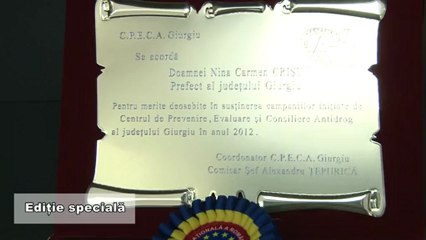 C.P.E.C.A. Giurgiu
Se acordă
Doamnei Nina Carmen
Prefect al județului Giurgiu
Pentru merite deosebite în susținerea campaniilor inițiate de
Centrul de Prevenire, Evaluare și Consiliere Antidrog
al județului Giurgiu în anul 2012.
Coordonator C.P.E.C.A. Giurgiu
Comisar Șef Alexandru ȚEPURICĂ
Ediție specială